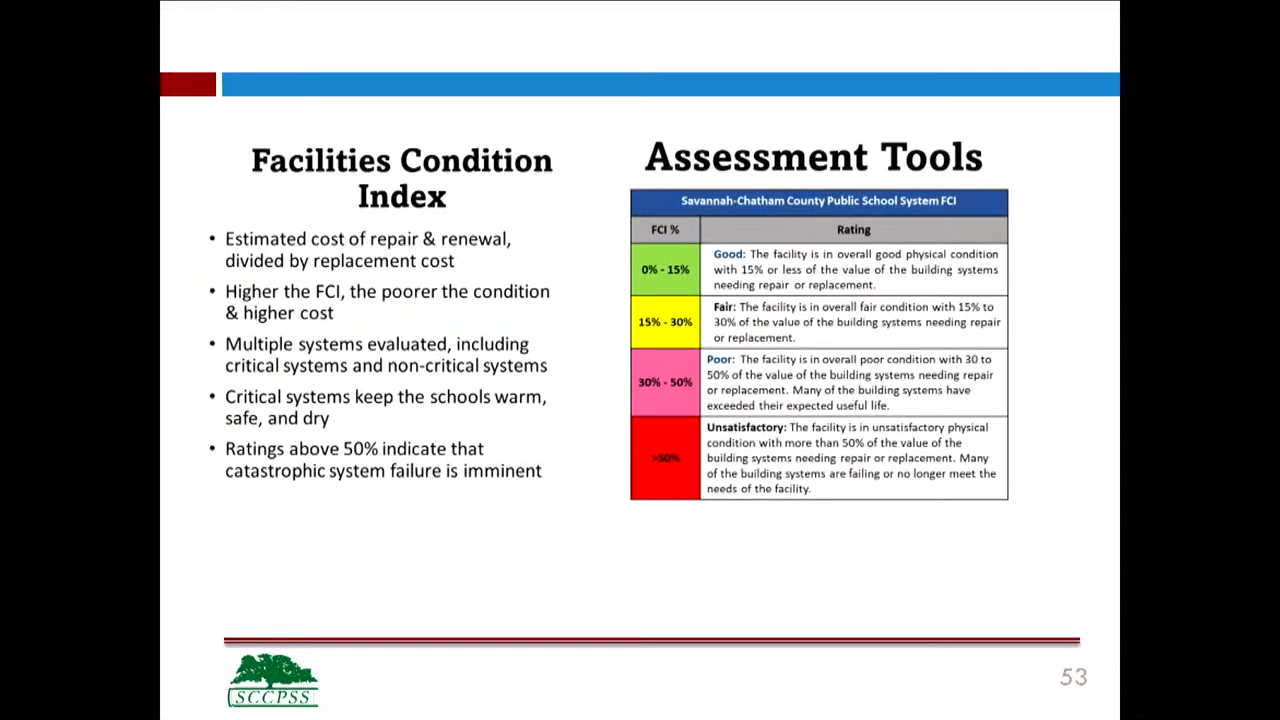 Facilities Condition
Index
• Estimated cost of repair & renewal,
divided by replacement cost
• Higher the FCI, the poorer the condition
& higher cost
• Multiple systems evaluated, including
critical systems and non-critical systems
• Critical systems keep the schools warm,
safe, and dry
• Ratings above 50% indicate that
catastrophic system failure is imminent
Assessment Tools
Savannah-Chatham County Public School System FCI
FCI % Rating
0% - 15%
Good: The facility is in overall good physical condition
with 15% or less of the value of the building systems
needing repair or replacement.
15% - 30%
Fair: The facility is in overall fair condition with 15% to
30% of the value of the building systems needing repair
or replacement.
30% - 50%
Poor: The facility is in overall poor condition with 30 to
50% of the value of the building systems needing repair
or replacement. Many of the building systems have
exceeded their expected useful life.
>50%
Unsatisfactory: The facility is in unsatisfactory physical
condition with more than 50% of the value of the
building systems needing repair or replacement. Many
of the building systems are failing or no longer meet the
needs of the facility.
SCCPSS
53